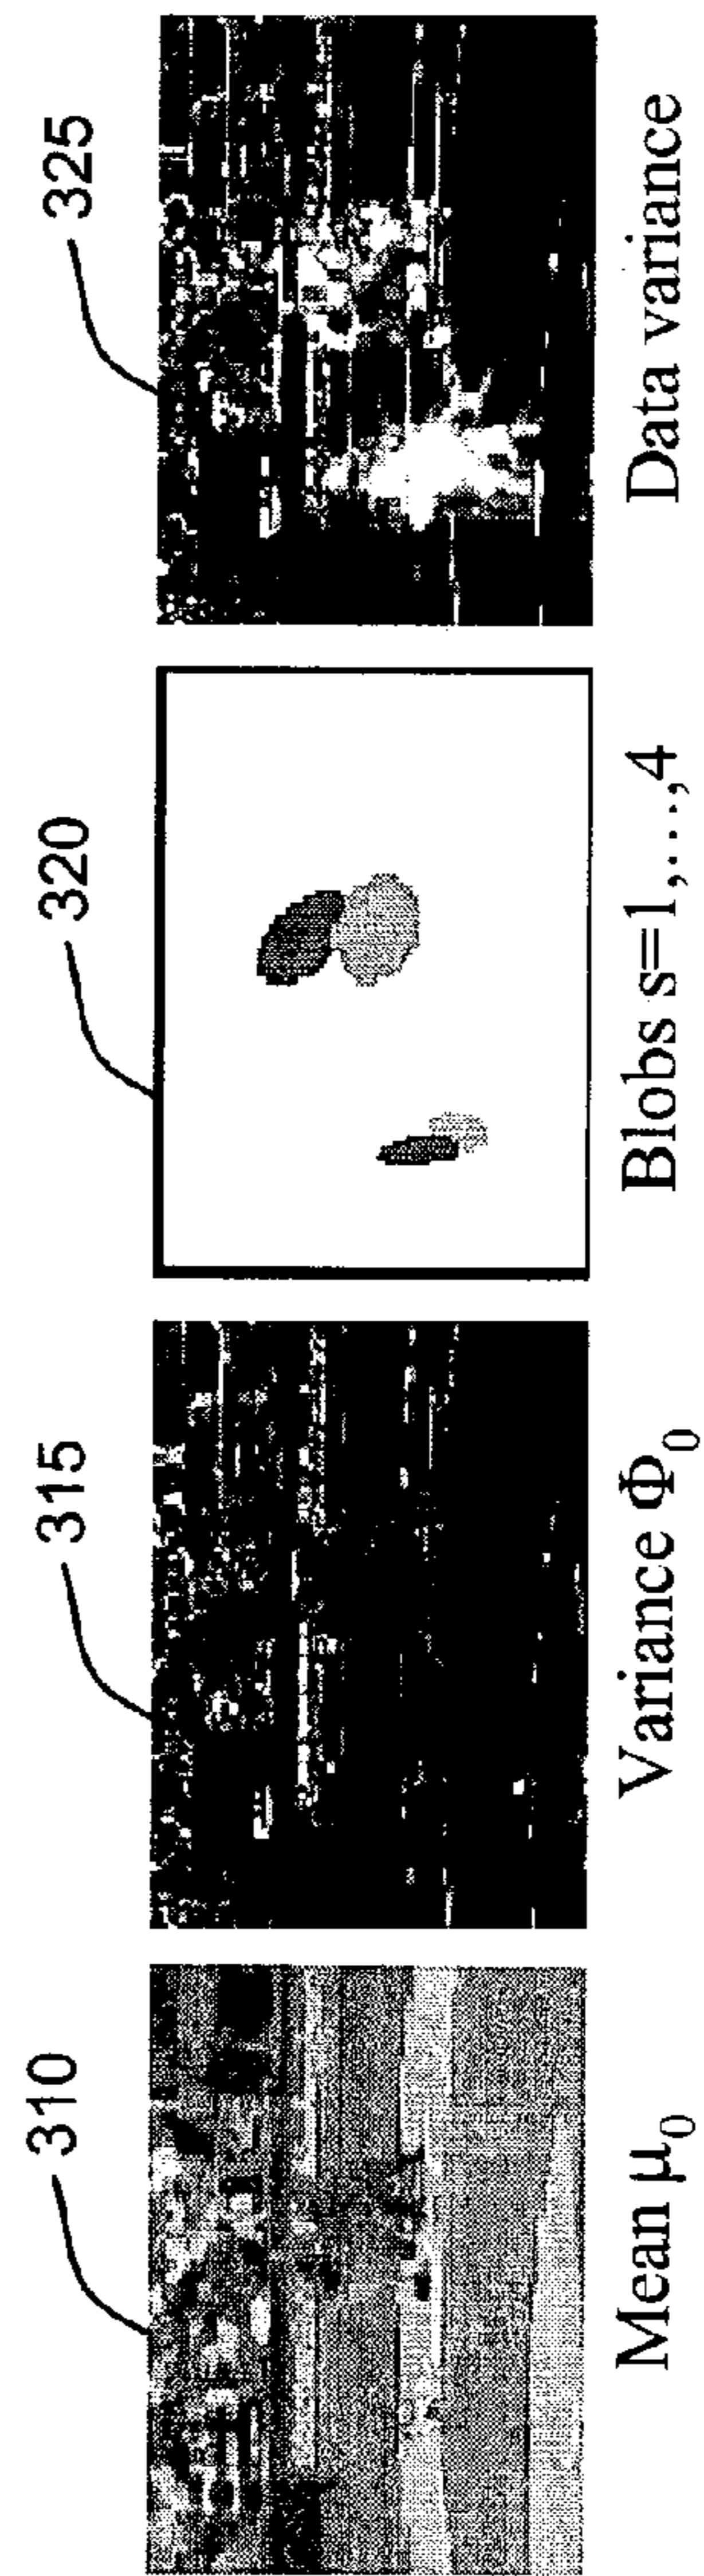 310
315
320
325
Mean μ₀
Variance Φ₀
Blobs s=1,...,4
Data variance